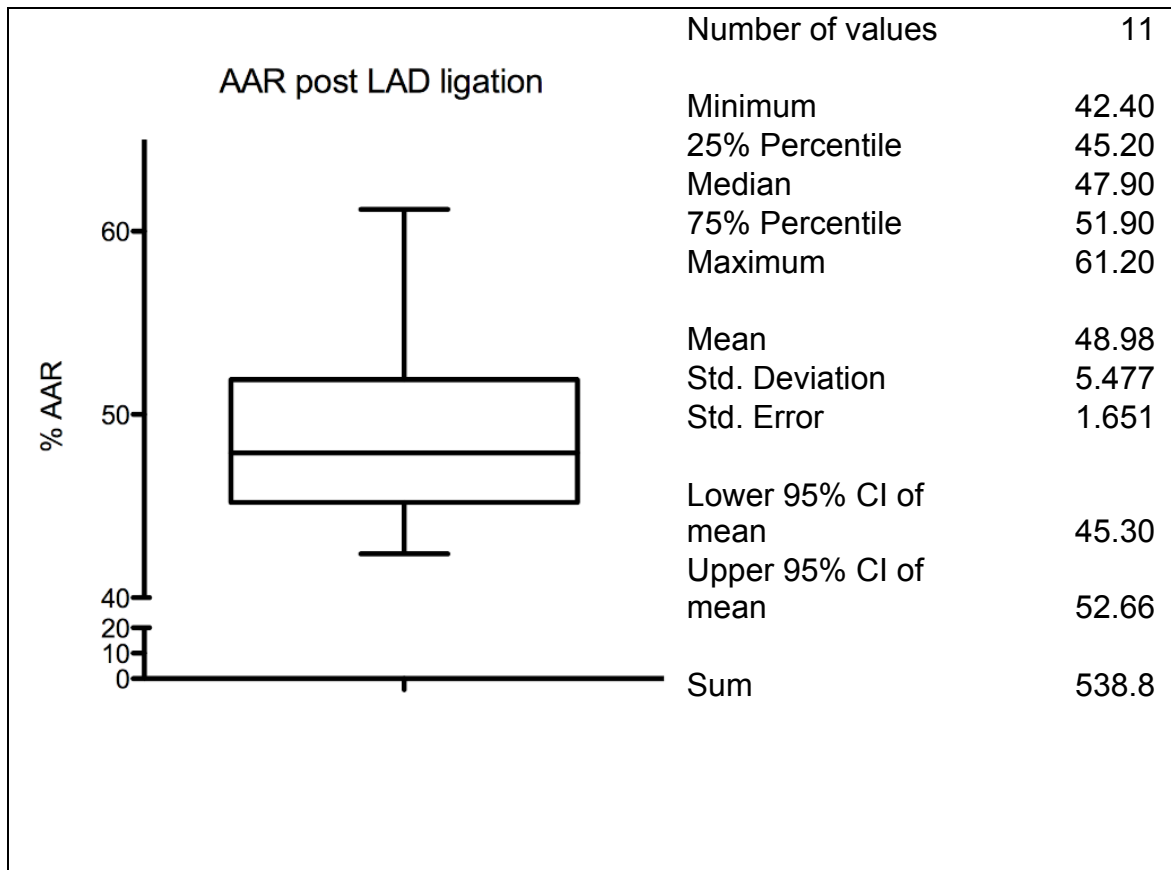 AAR post LAD ligation
% AAR
60
50
40
20
10
0
Number of values 11
Minimum 42.40
25% Percentile 45.20
Median 47.90
75% Percentile 51.90
Maximum 61.20
Mean 48.98
Std. Deviation 5.477
Std. Error 1.651
Lower 95% CI of
mean 45.30
Upper 95% CI of
mean 52.66
Sum 538.8